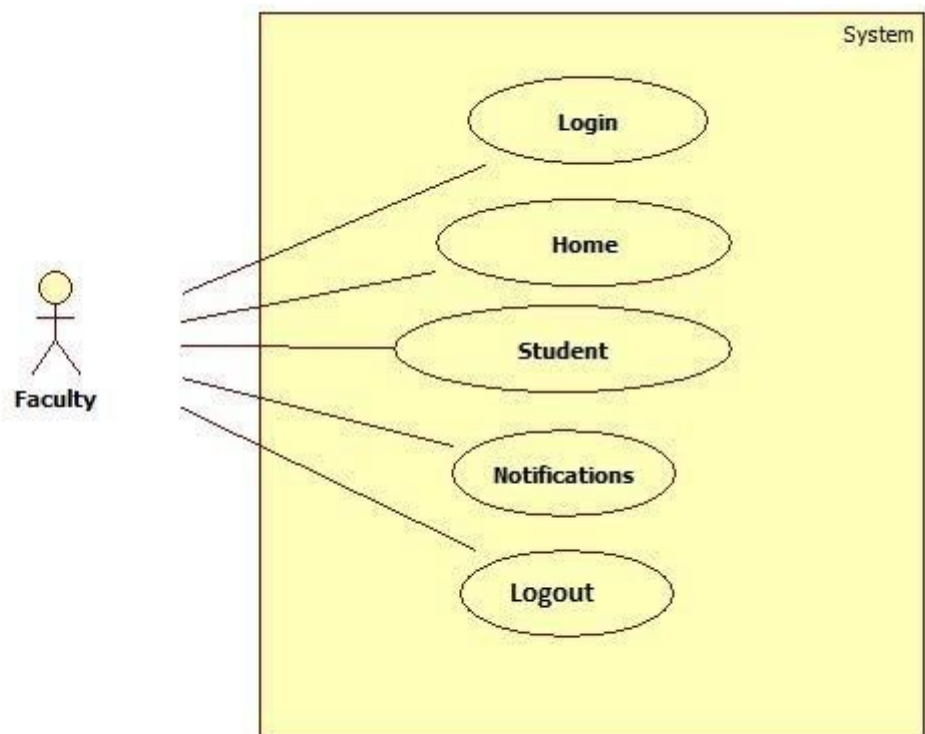 System
Login
Home
Student
Faculty
Notifications
Logout